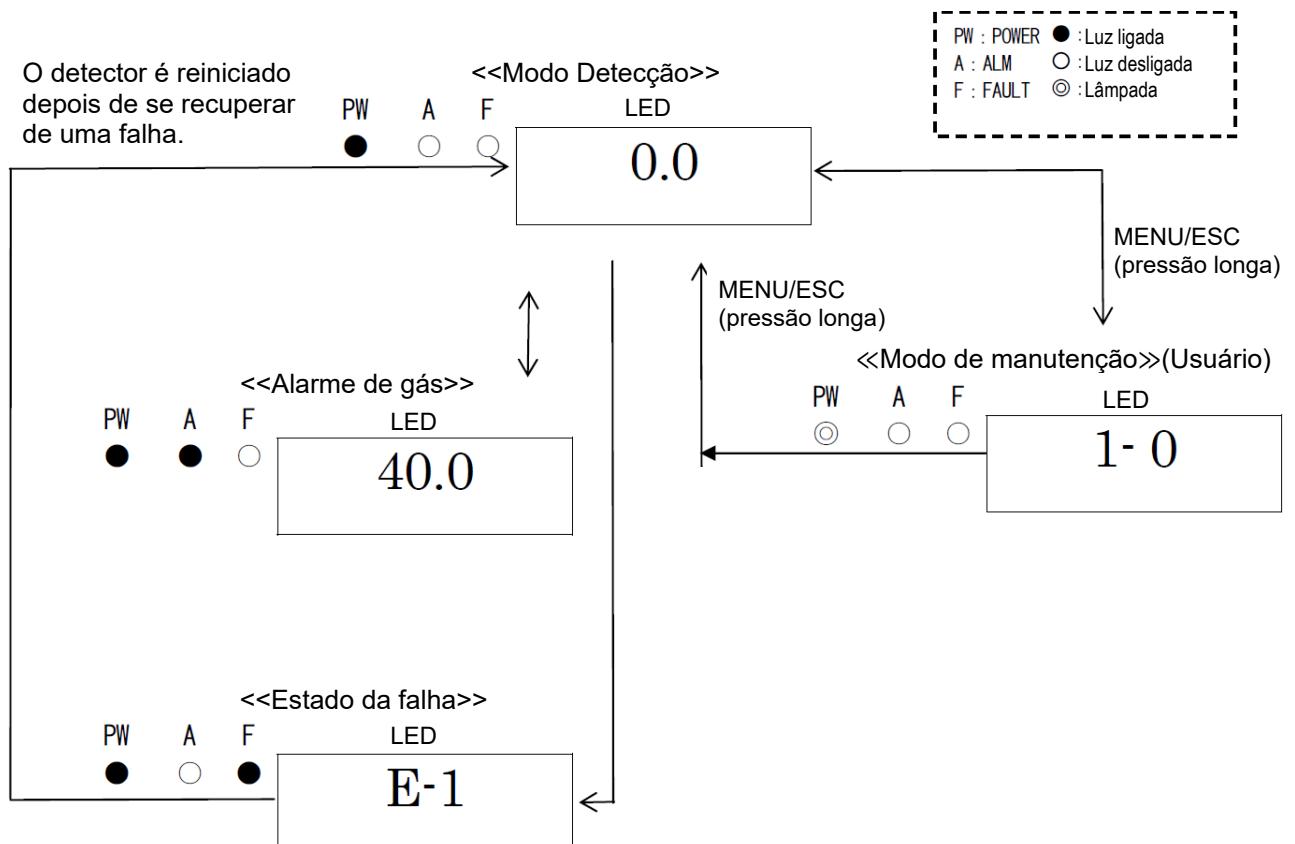 PW : POWER ● : Luz ligada
A : ALM ○ : Luz desligada
F : FAULT ◎ : Lâmpada
O detector é reiniciado
depois de se recuperar
de uma falha.
<<Modo Detecção>>
PW A F LED
0.0
MENU/ESC
(pressão longa)
MENU/ESC
(pressão longa)
≪Modo de manutenção≫(Usuário)
PW A F LED
1- 0
<<Alarme de gás>>
PW A F LED
40.0
<<Estado da falha>>
PW A F LED
E-1